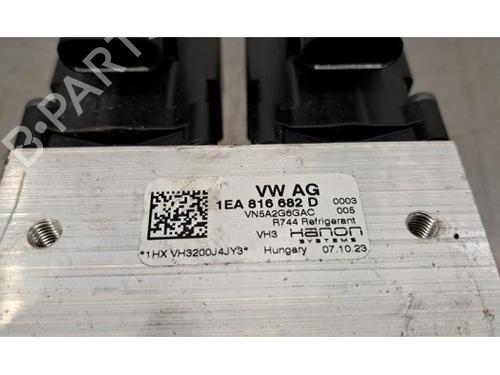 B-PARTS
VW AG
1EA 816 682 D 0003
VN5A2G6GAC 005
R744 Refrigerant
VH3 Hanon
SYSTEMS
*1HX VH3200J4JY3* Hungary 07.10.23